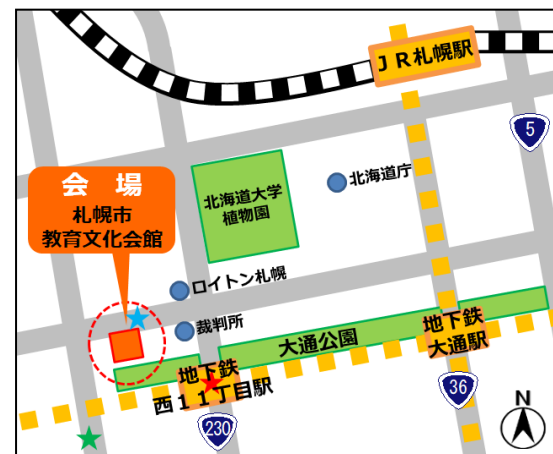 ＪＲ札幌駅
5
会 場
札幌市
教育文化会館
北海道大学
植物園
北海道庁
ロイトン札幌
裁判所
大通公園
地下鉄
大通駅
地下鉄
西１１丁目駅
230
36
N